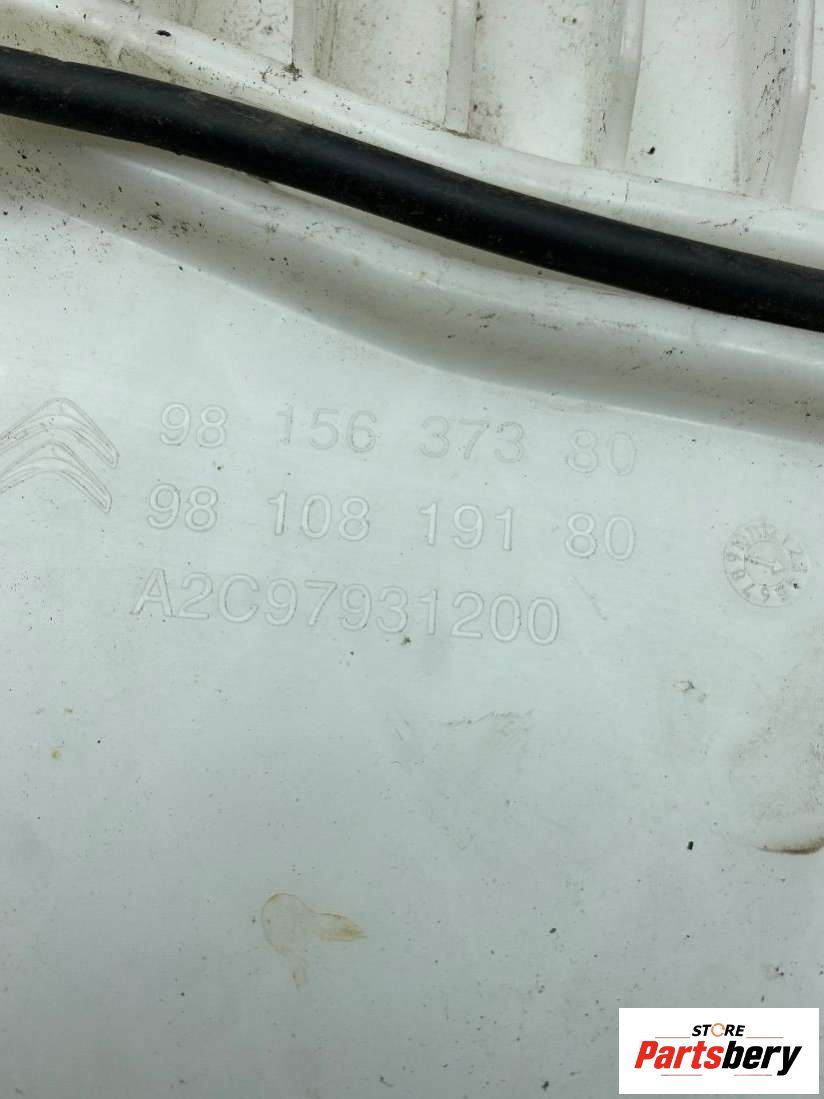 98 156 373 80
98 108 191 80
A2C97931200
STORE
Partsbery